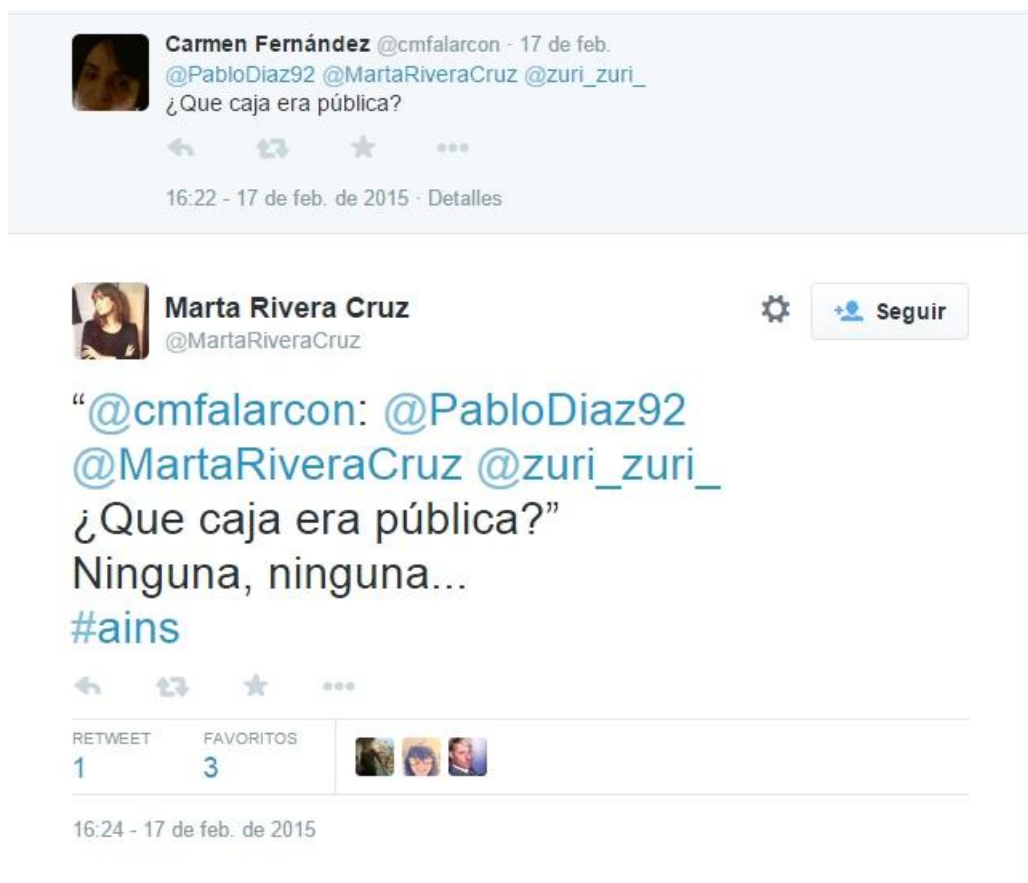 Carmen Fernández @cmfalarcon · 17 de feb.
@PabloDiaz92 @MartaRiveraCruz @zuri_zuri_
¿Que caja era pública?
16:22 - 17 de feb. de 2015 · Detalles
Marta Rivera Cruz
Seguir
@MartaRiveraCruz
“@cmfalarcon: @PabloDiaz92
@MartaRiveraCruz @zuri_zuri_
¿Que caja era pública?”
Ninguna, ninguna...
#ains
RETWEET FAVORITOS
1 3
16:24 - 17 de feb. de 2015